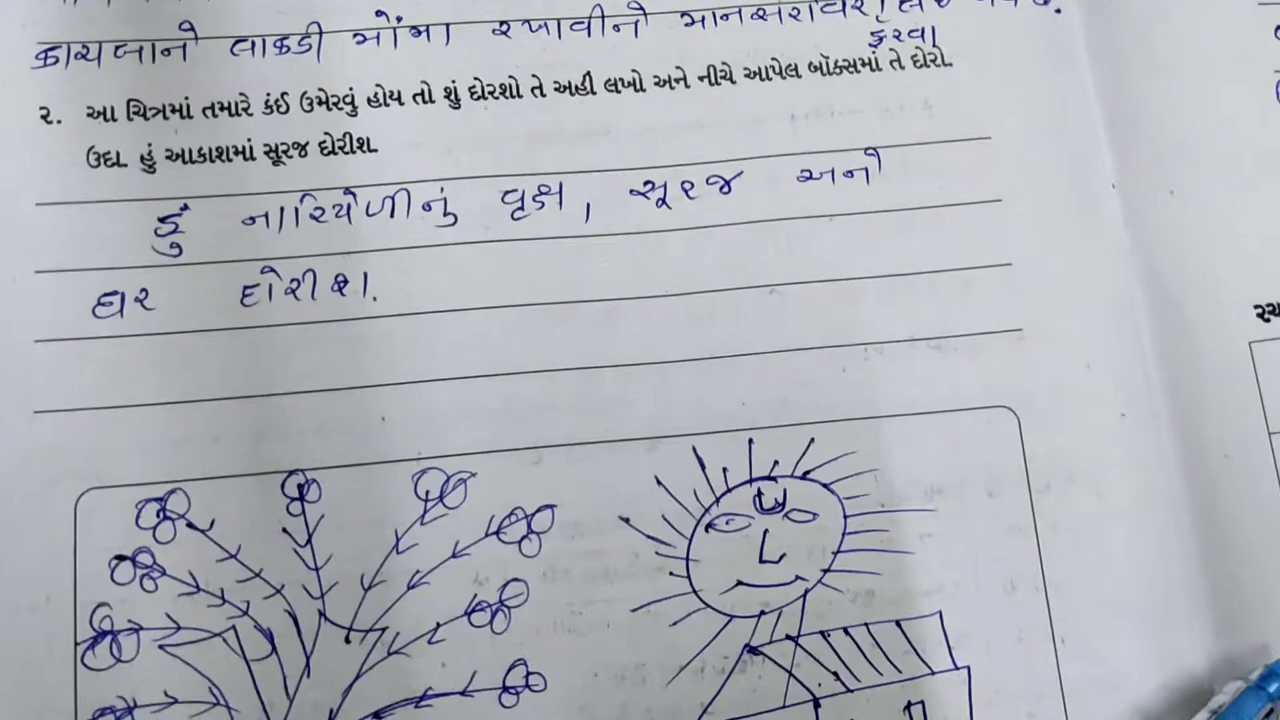 કાચબાને લાકડી મોંમા રખાવીને માનસરોવર
ફરવા
૨. આ ચિત્રમાં તમારે કંઈ ઉમેરવું હોય તો શું દોરશો તે અહીં લખો અને નીચે આપેલ બૉક્સમાં તે દોરો.
ઉદા. હું આકાશમાં સૂરજ દોરીશ.
હું નારિયેળીનું વૃક્ષ, સૂરજ અને
ઘર દોરીશ.